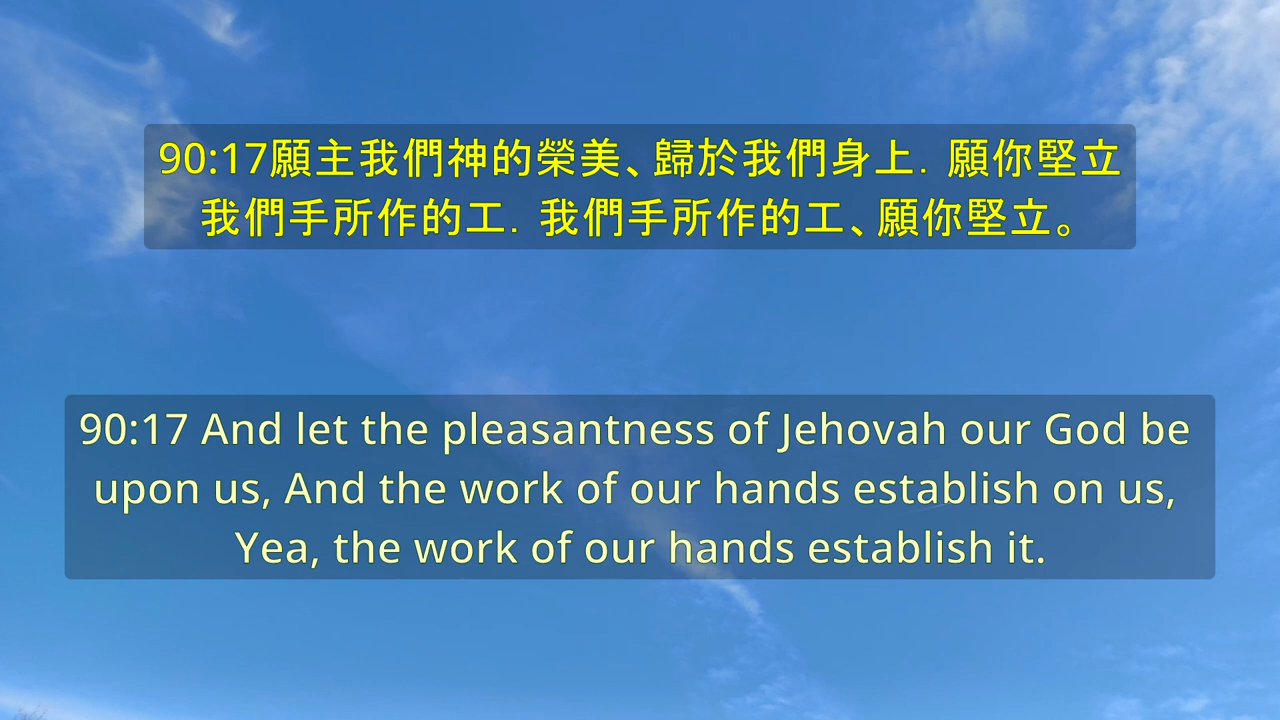 90:17願主我們神的榮美、歸於我們身上．願你堅立
我們手所作的工．我們手所作的工、願你堅立。
90:17 And let the pleasantness of Jehovah our God be
upon us, And the work of our hands establish on us,
Yea, the work of our hands establish it.